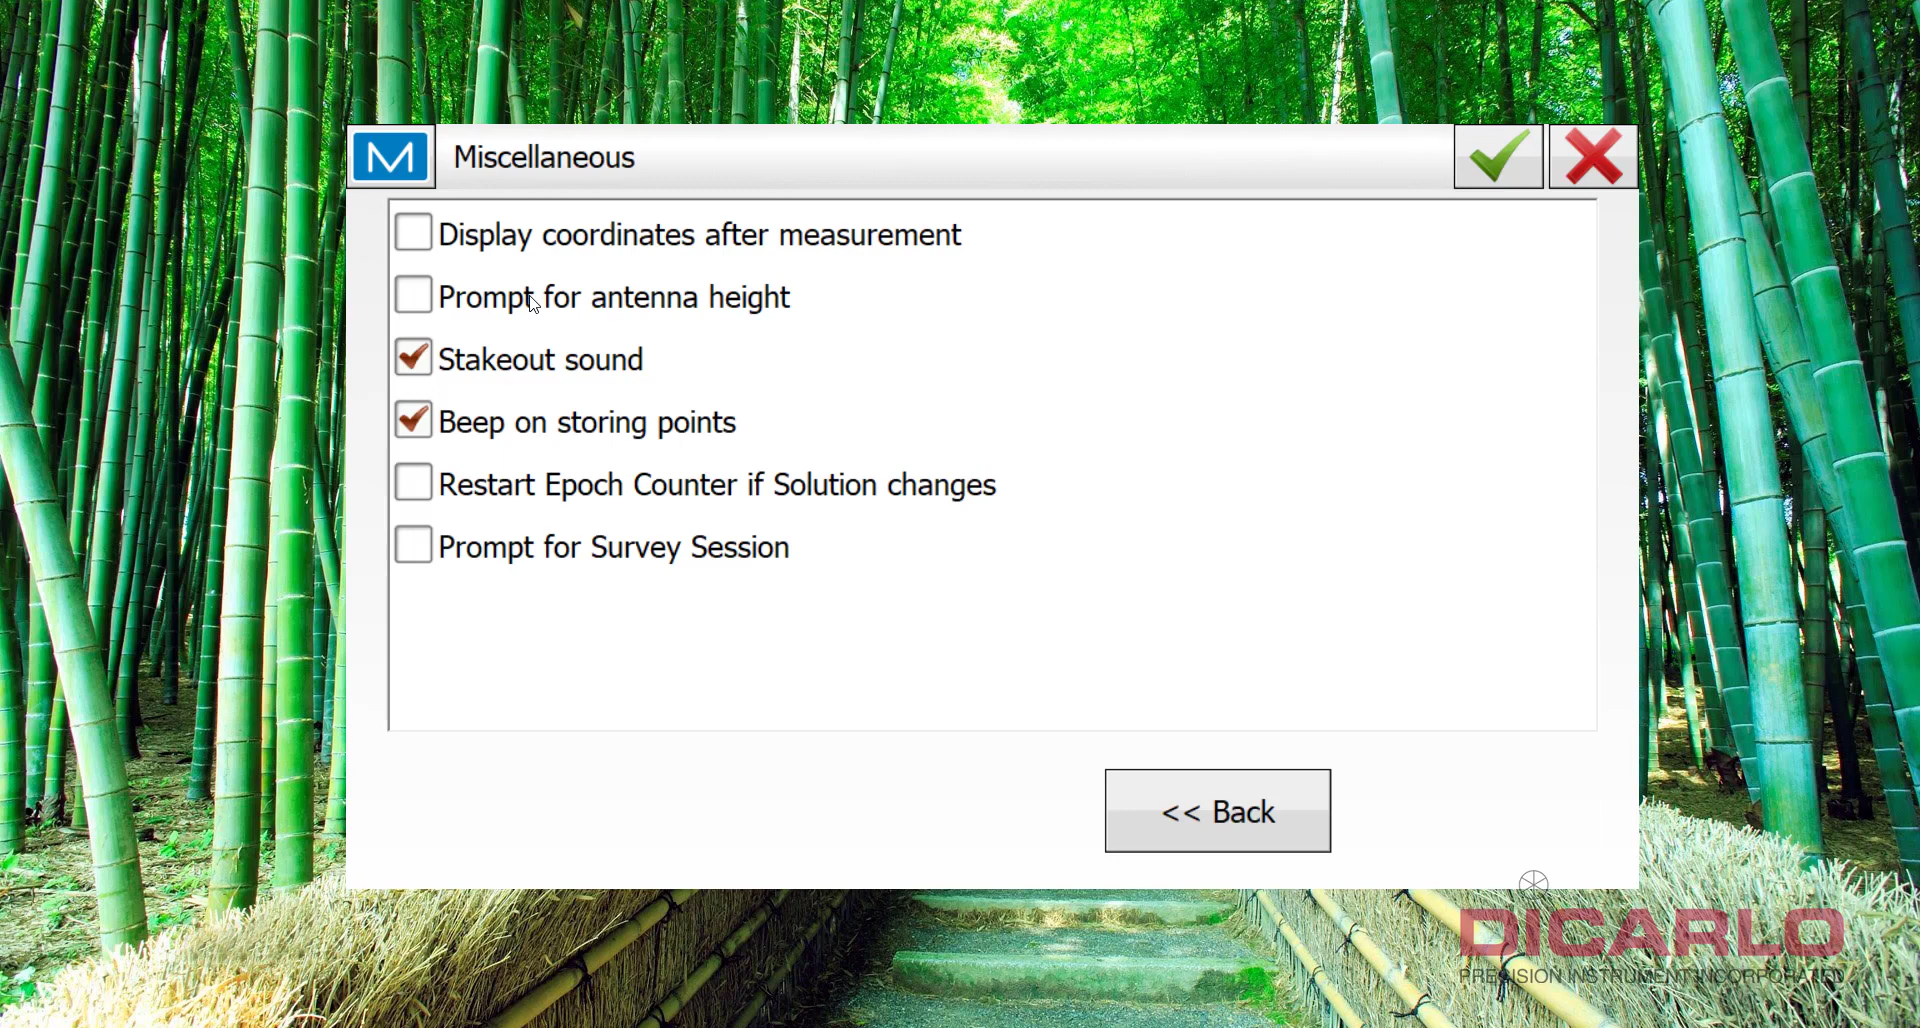 M
Miscellaneous
Display coordinates after measurement
Prompt for antenna height
Stakeout sound
Beep on storing points
Restart Epoch Counter if Solution changes
Prompt for Survey Session
<< Back
DICARLO
PRECISION INSTRUMENT INCORPORATED